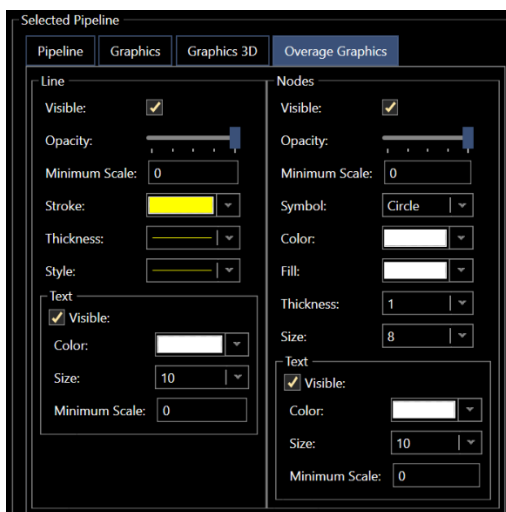 Selected Pipeline
Pipeline Graphics Graphics 3D Overage Graphics
Line
Visible:
Opacity:
Minimum Scale: 0
Stroke:
Thickness:
Style:
Text
Visible:
Color:
Size: 10
Minimum Scale: 0
Nodes
Visible:
Opacity:
Minimum Scale: 0
Symbol: Circle
Color:
Fill:
Thickness: 1
Size: 8
Text
Visible:
Color:
Size: 10
Minimum Scale: 0